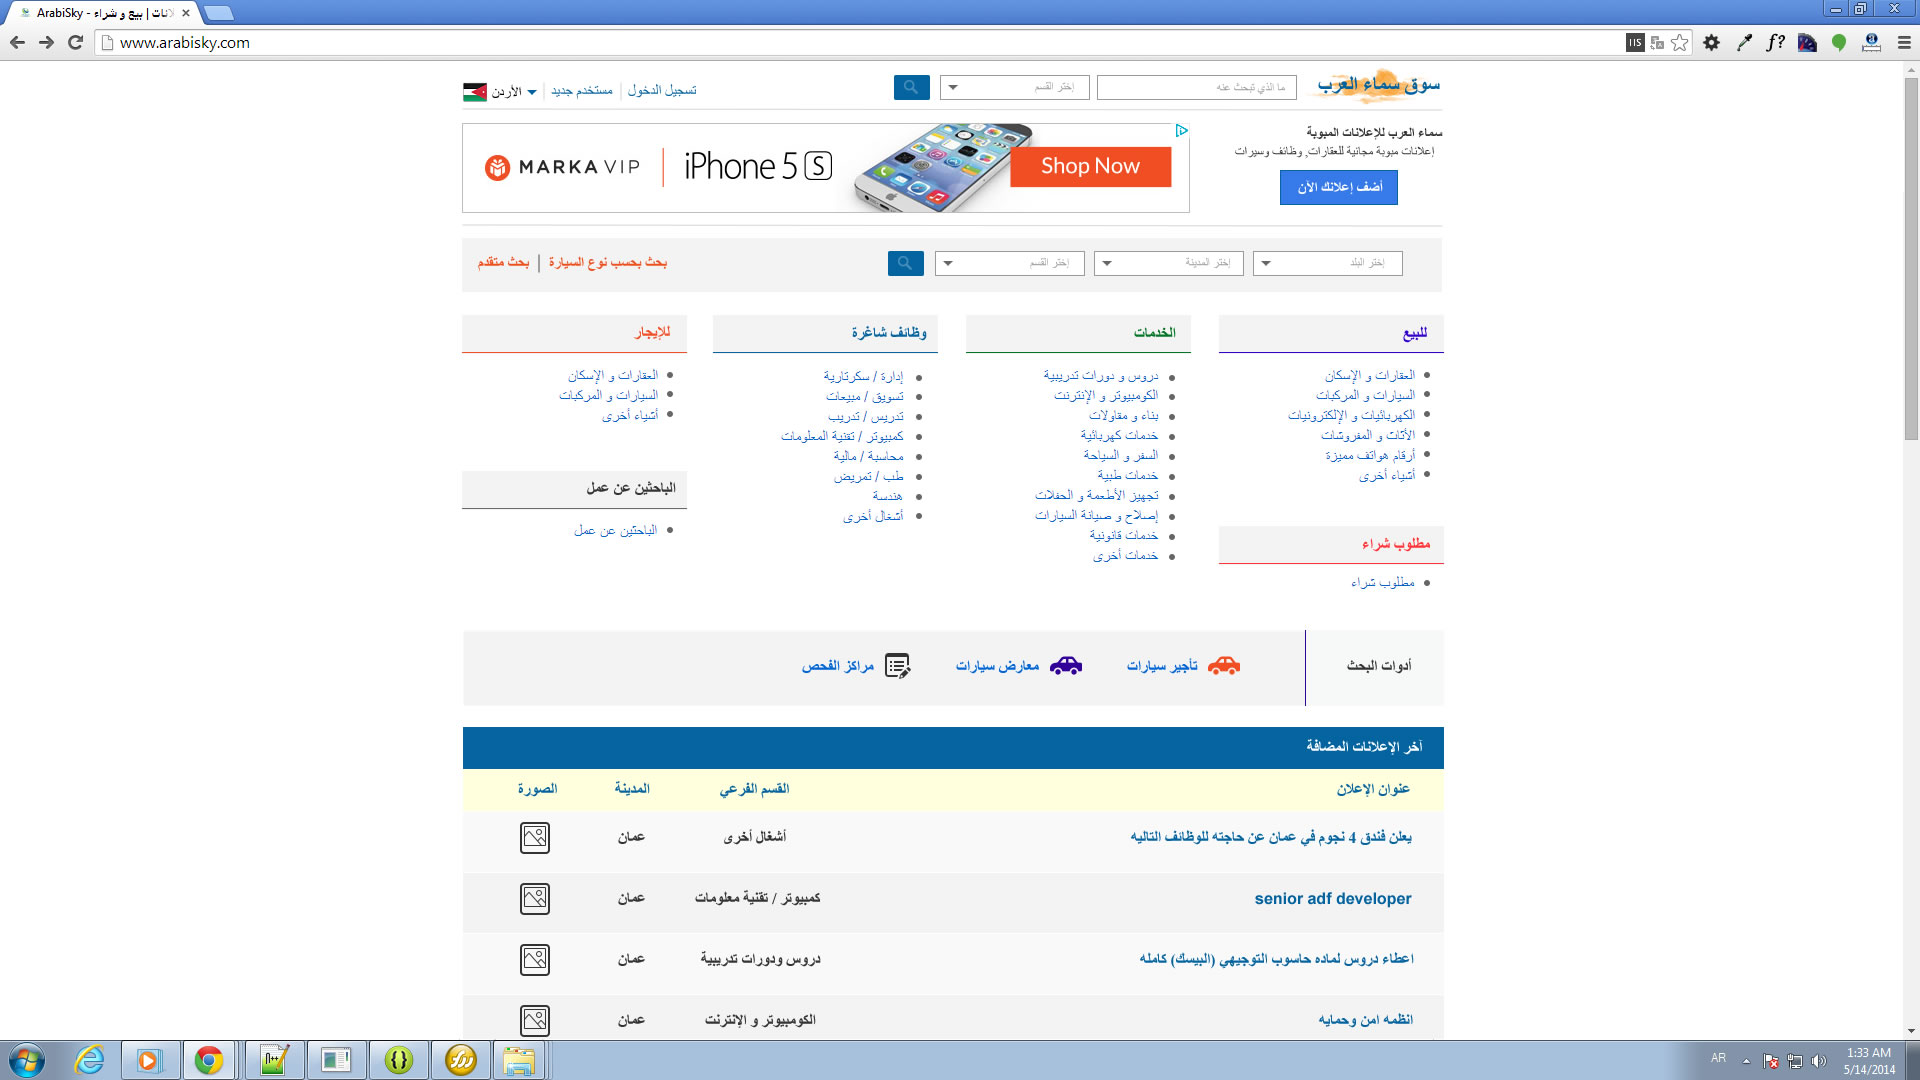 ArabiSky - لانات | بيع و شراء
www.arabisky.com
سوق سماء العرب
ما الذي تبحث عنه
إختر القسم
تسجيل الدخول
مستخدم جديد
الأردن
سماء العرب للإعلانات المبوبة
إعلانات مبوبة مجانية للعقارات, وظائف وسيرات
أضف إعلانك الآن
MARKA VIP
iPhone 5 S
Shop Now
إختر البلد
إختر المدينة
إختر القسم
بحث بحسب نوع السيارة | بحث متقدم
للبيع
العقارات و الإسكان
السيارات و المركبات
الكهربائيات و الإلكترونيات
الأثاث و المفروشات
أرقام هواتف مميزة
أشياء أخرى
مطلوب شراء
مطلوب شراء
الخدمات
دروس و دورات تدريبية
الكومبيوتر و الإنترنت
بناء و مقاولات
خدمات كهربائية
السفر و السياحة
خدمات طبية
تجهيز الأطعمة و الحفلات
إصلاح و صيانة السيارات
خدمات قانونية
خدمات أخرى
وظائف شاغرة
إدارة / سكرتارية
تسويق / مبيعات
تدريس / تدريب
كمبيوتر / تقنية المعلومات
محاسبة / مالية
طب / تمريض
هندسة
أشغال أخرى
للإيجار
العقارات و الإسكان
السيارات و المركبات
أشياء أخرى
الباحثين عن عمل
الباحثين عن عمل
أدوات البحث
تأجير سيارات
معارض سيارات
مراكز الفحص
آخر الإعلانات المضافة
عنوان الإعلان القسم الفرعي المدينة الصورة
يعلن فندق 4 نجوم في عمان عن حاجته للوظائف التاليه أشغال أخرى عمان
senior adf developer كمبيوتر / تقنية معلومات عمان
اعطاء دروس لماده حاسوب التوجيهي (البيسك) كامله دروس ودورات تدريبية عمان
انظمه امن وحمايه الكومبيوتر و الإنترنت عمان
AR
1:33 AM
5/14/2014